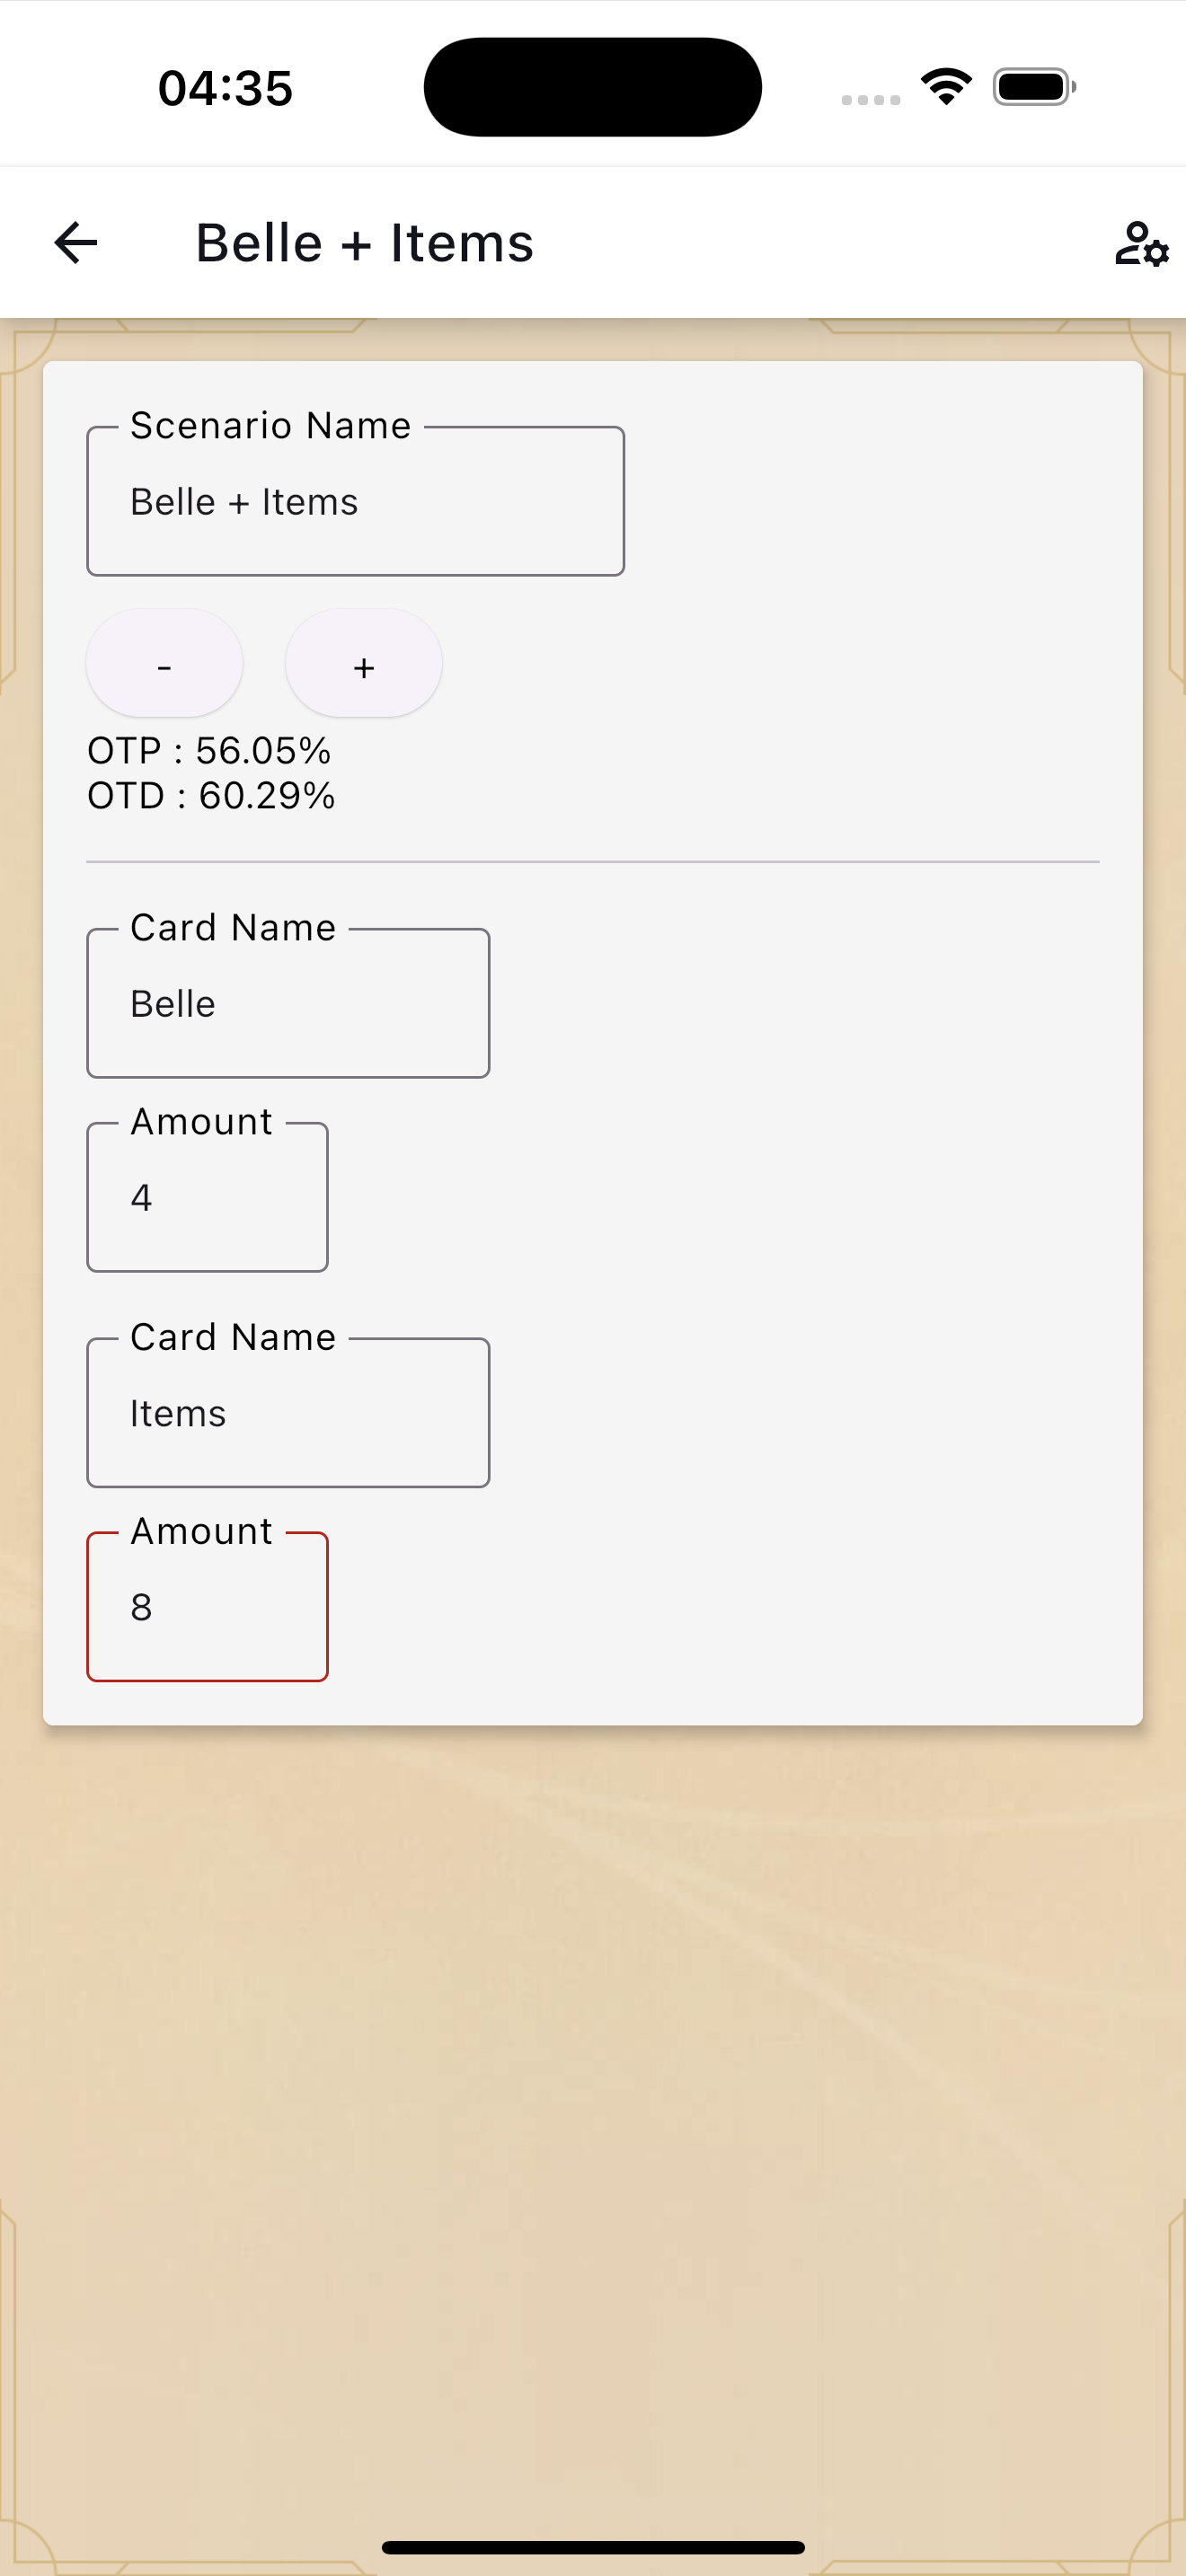 04:35
Belle + Items
Scenario Name
Belle + Items
- +
OTP : 56.05%
OTD : 60.29%
Card Name
Belle
Amount
4
Card Name
Items
Amount
8